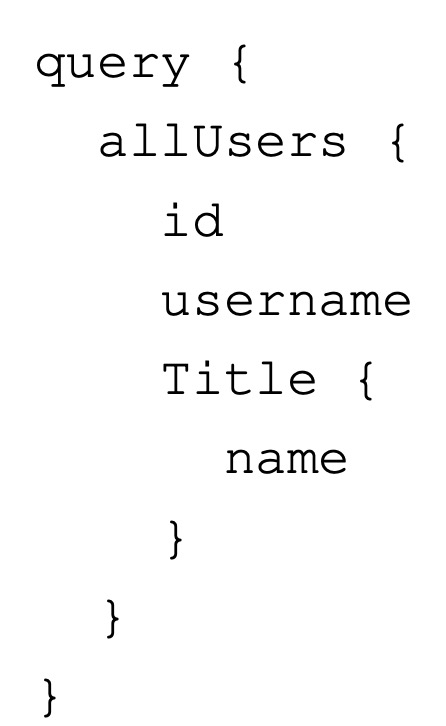 query {
  allUsers {
    id
    username
    Title {
      name
    }
  }
}